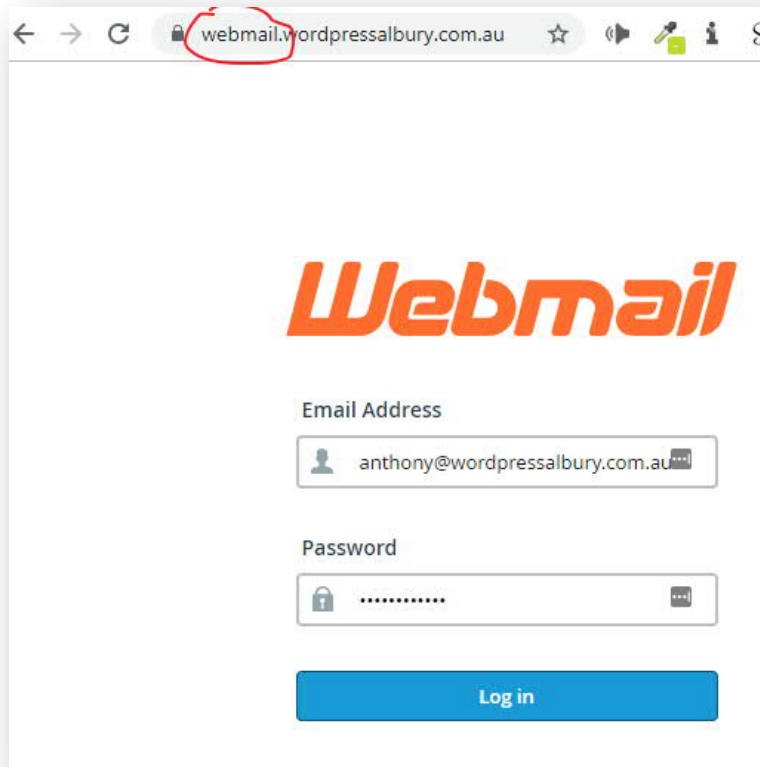 webmail.wordpressalbury.com.au
Webmail
Email Address
anthony@wordpressalbury.com.au
Password
••••••••••••
Log in